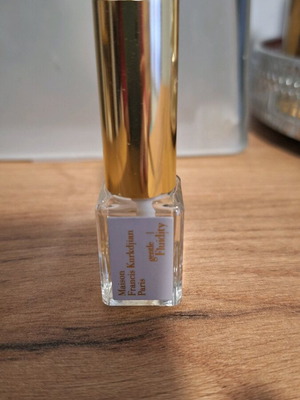 Maison
Francis Kurkdjian
Paris
gentle
Fluidity